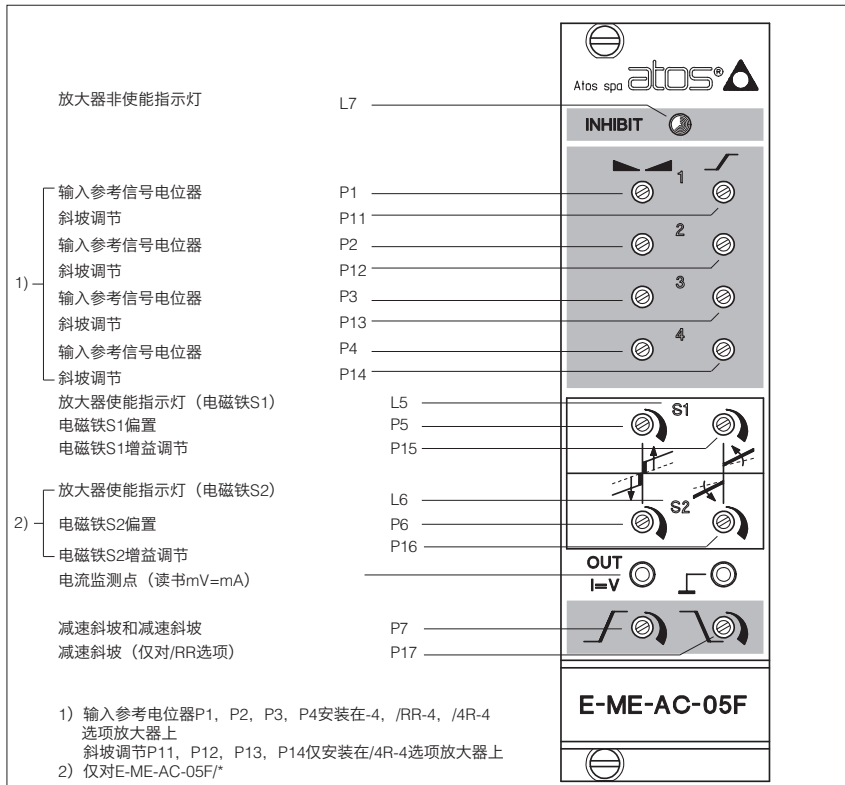 Atos spa atos®
放大器非使能指示灯 L7
INHIBIT
1
输入参考信号电位器 P1
斜坡调节 P11
2
输入参考信号电位器 P2
斜坡调节 P12
1)
3
输入参考信号电位器 P3
斜坡调节 P13
4
输入参考信号电位器 P4
斜坡调节 P14
放大器使能指示灯（电磁铁S1） L5 S1
电磁铁S1偏置 P5
电磁铁S1增益调节 P15
放大器使能指示灯（电磁铁S2） L6 S2
2)
电磁铁S2偏置 P6
电磁铁S2增益调节 P16
电流监测点（读书mV=mA） OUT
I=V
减速斜坡和减速斜坡 P7
减速斜坡（仅对/RR选项） P17
E-ME-AC-05F
1）输入参考电位器P1，P2，P3，P4安装在-4，/RR-4，/4R-4
选项放大器上
斜坡调节P11，P12，P13，P14仅安装在/4R-4选项放大器上
2）仅对E-ME-AC-05F/*